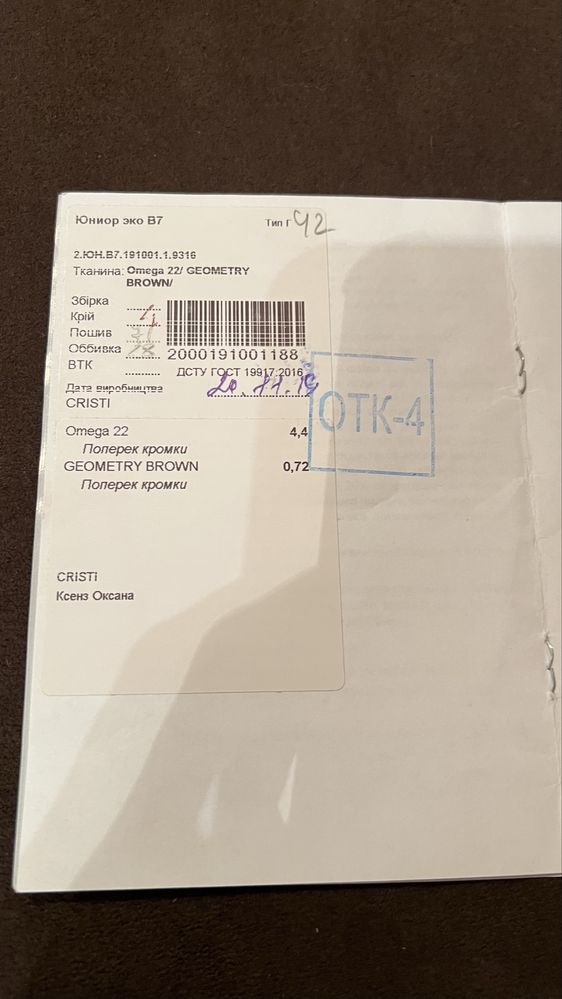 Юниор эко В7 Тип Г 42
2.ЮН.В7.191001.1.9316
Тканина: Omega 22/ GEOMETRY
BROWN/
Збірка
Крій
Пошив
Оббивка
ВТК
2000191001188
ДСТУ ГОСТ 19917:2016
Дата виробництва 20.11.19
CRISTI
ОТК-4
Omega 22 4,4
Поперек кромки
GEOMETRY BROWN 0,72
Поперек кромки
CRISTI
Ксенз Оксана